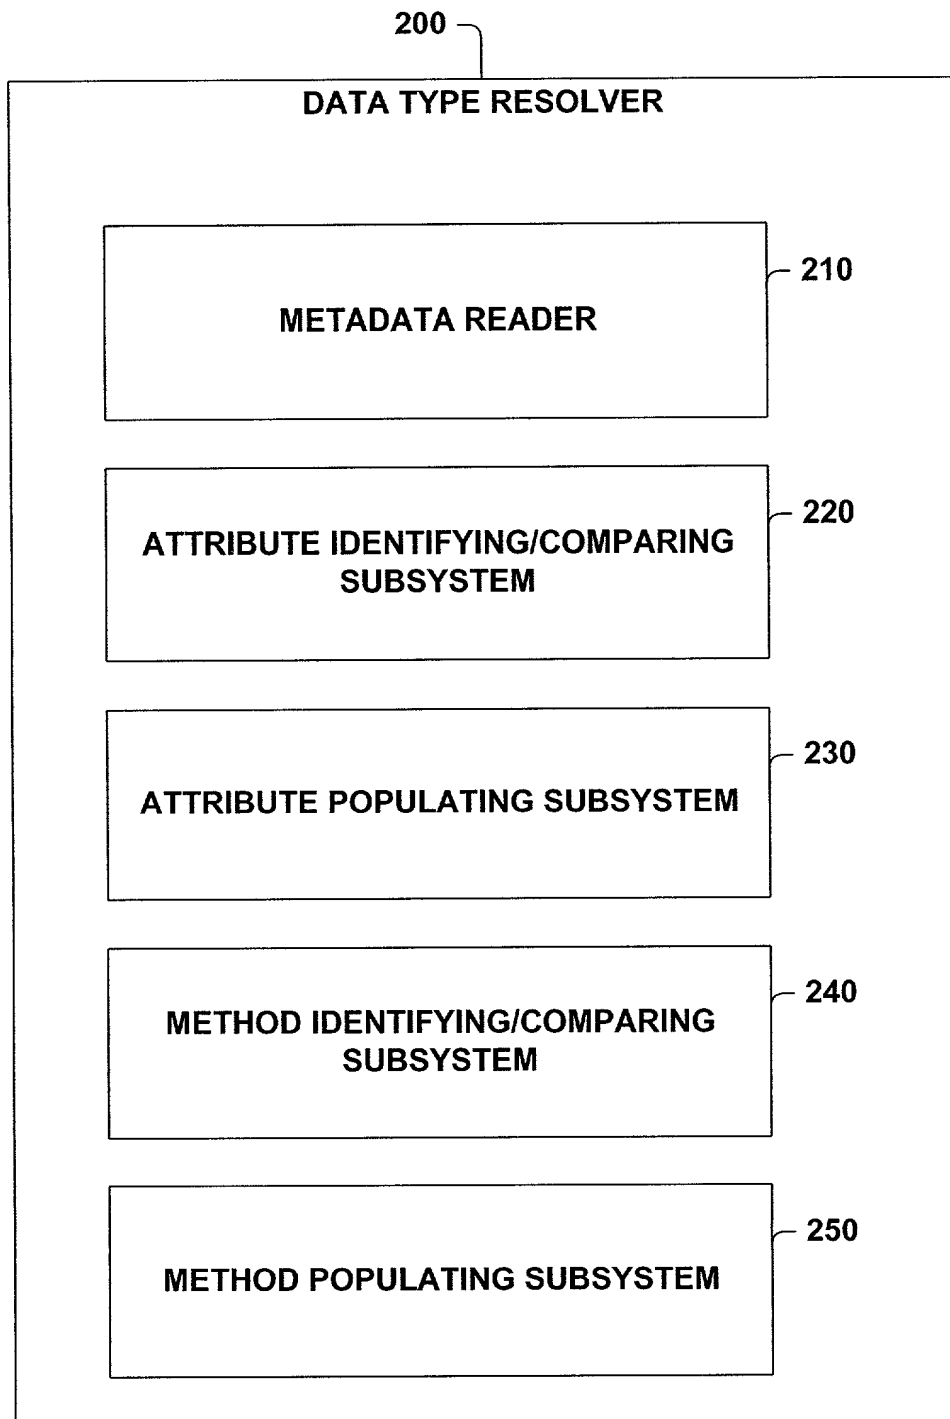 200
DATA TYPE RESOLVER
210
METADATA READER
220
ATTRIBUTE IDENTIFYING/COMPARING
SUBSYSTEM
230
ATTRIBUTE POPULATING SUBSYSTEM
240
METHOD IDENTIFYING/COMPARING
SUBSYSTEM
250
METHOD POPULATING SUBSYSTEM